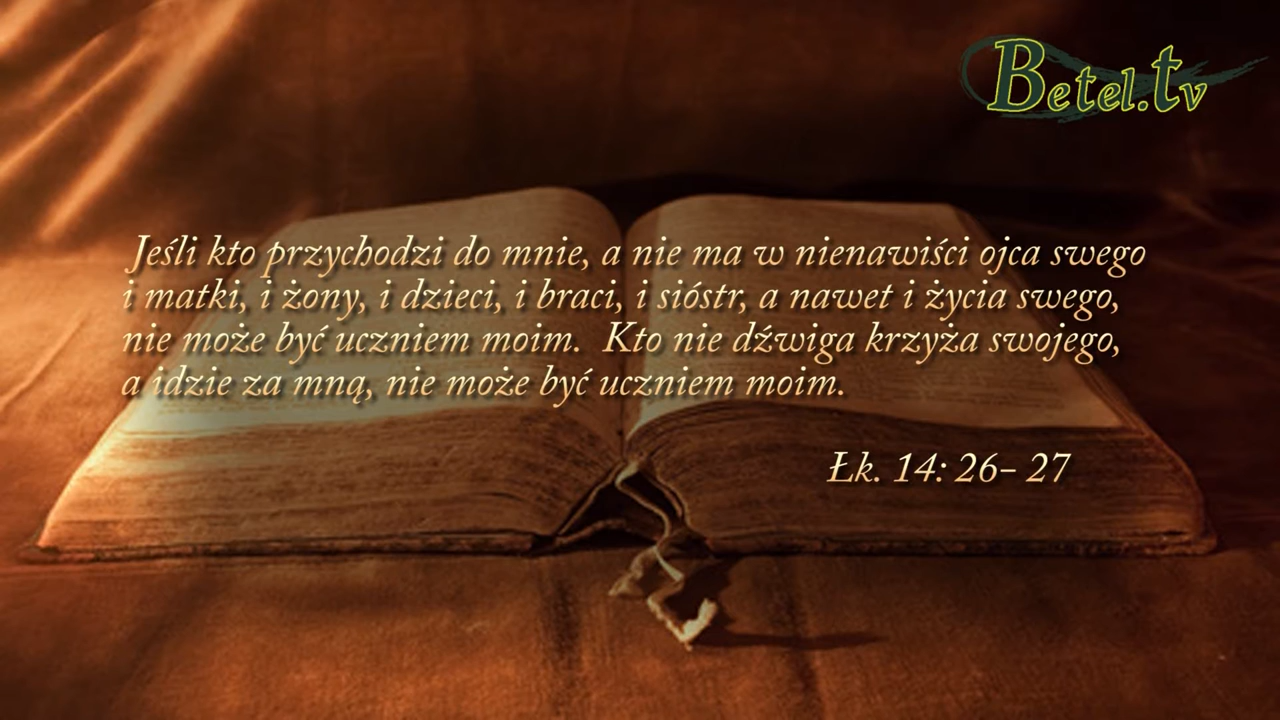 Betel.tv
Jeśli kto przychodzi do mnie, a nie ma w nienawiści ojca swego
i matki, i żony, i dzieci, i braci, i sióstr, a nawet i życia swego,
nie może być uczniem moim. Kto nie dźwiga krzyża swojego,
a idzie za mną, nie może być uczniem moim.
Łk. 14: 26- 27